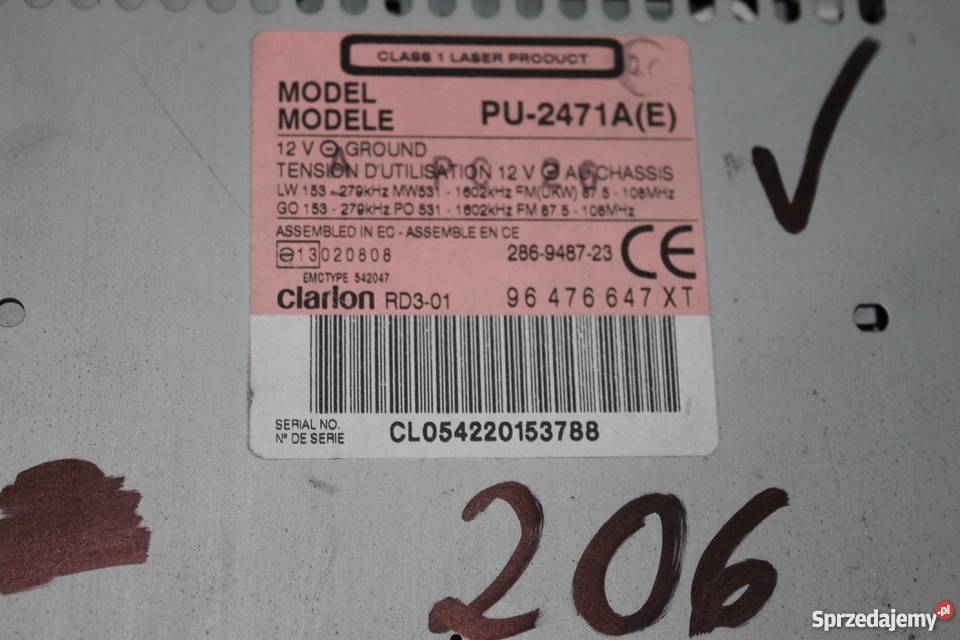 CLASS 1 LASER PRODUCT
MODEL
MODELE PU-2471A(E)
12 V ⊖ GROUND
TENSION D'UTILISATION 12 V ⊖ AU CHASSIS
LW 153 - 279kHz MW531 - 1602kHz FM(UKW) 87.5 - 108MHz
GO 153 - 279kHz PO 531 - 1602kHz FM 87.5 - 108MHz
ASSEMBLED IN EC - ASSEMBLE EN CE
e13 020808 286-9487-23 CE
EMCTYPE 542047
clarion RD3-01 96 476 647 XT
SERIAL NO.
N° DE SERIE CL054220153788
206
Sprzedajemy.pl